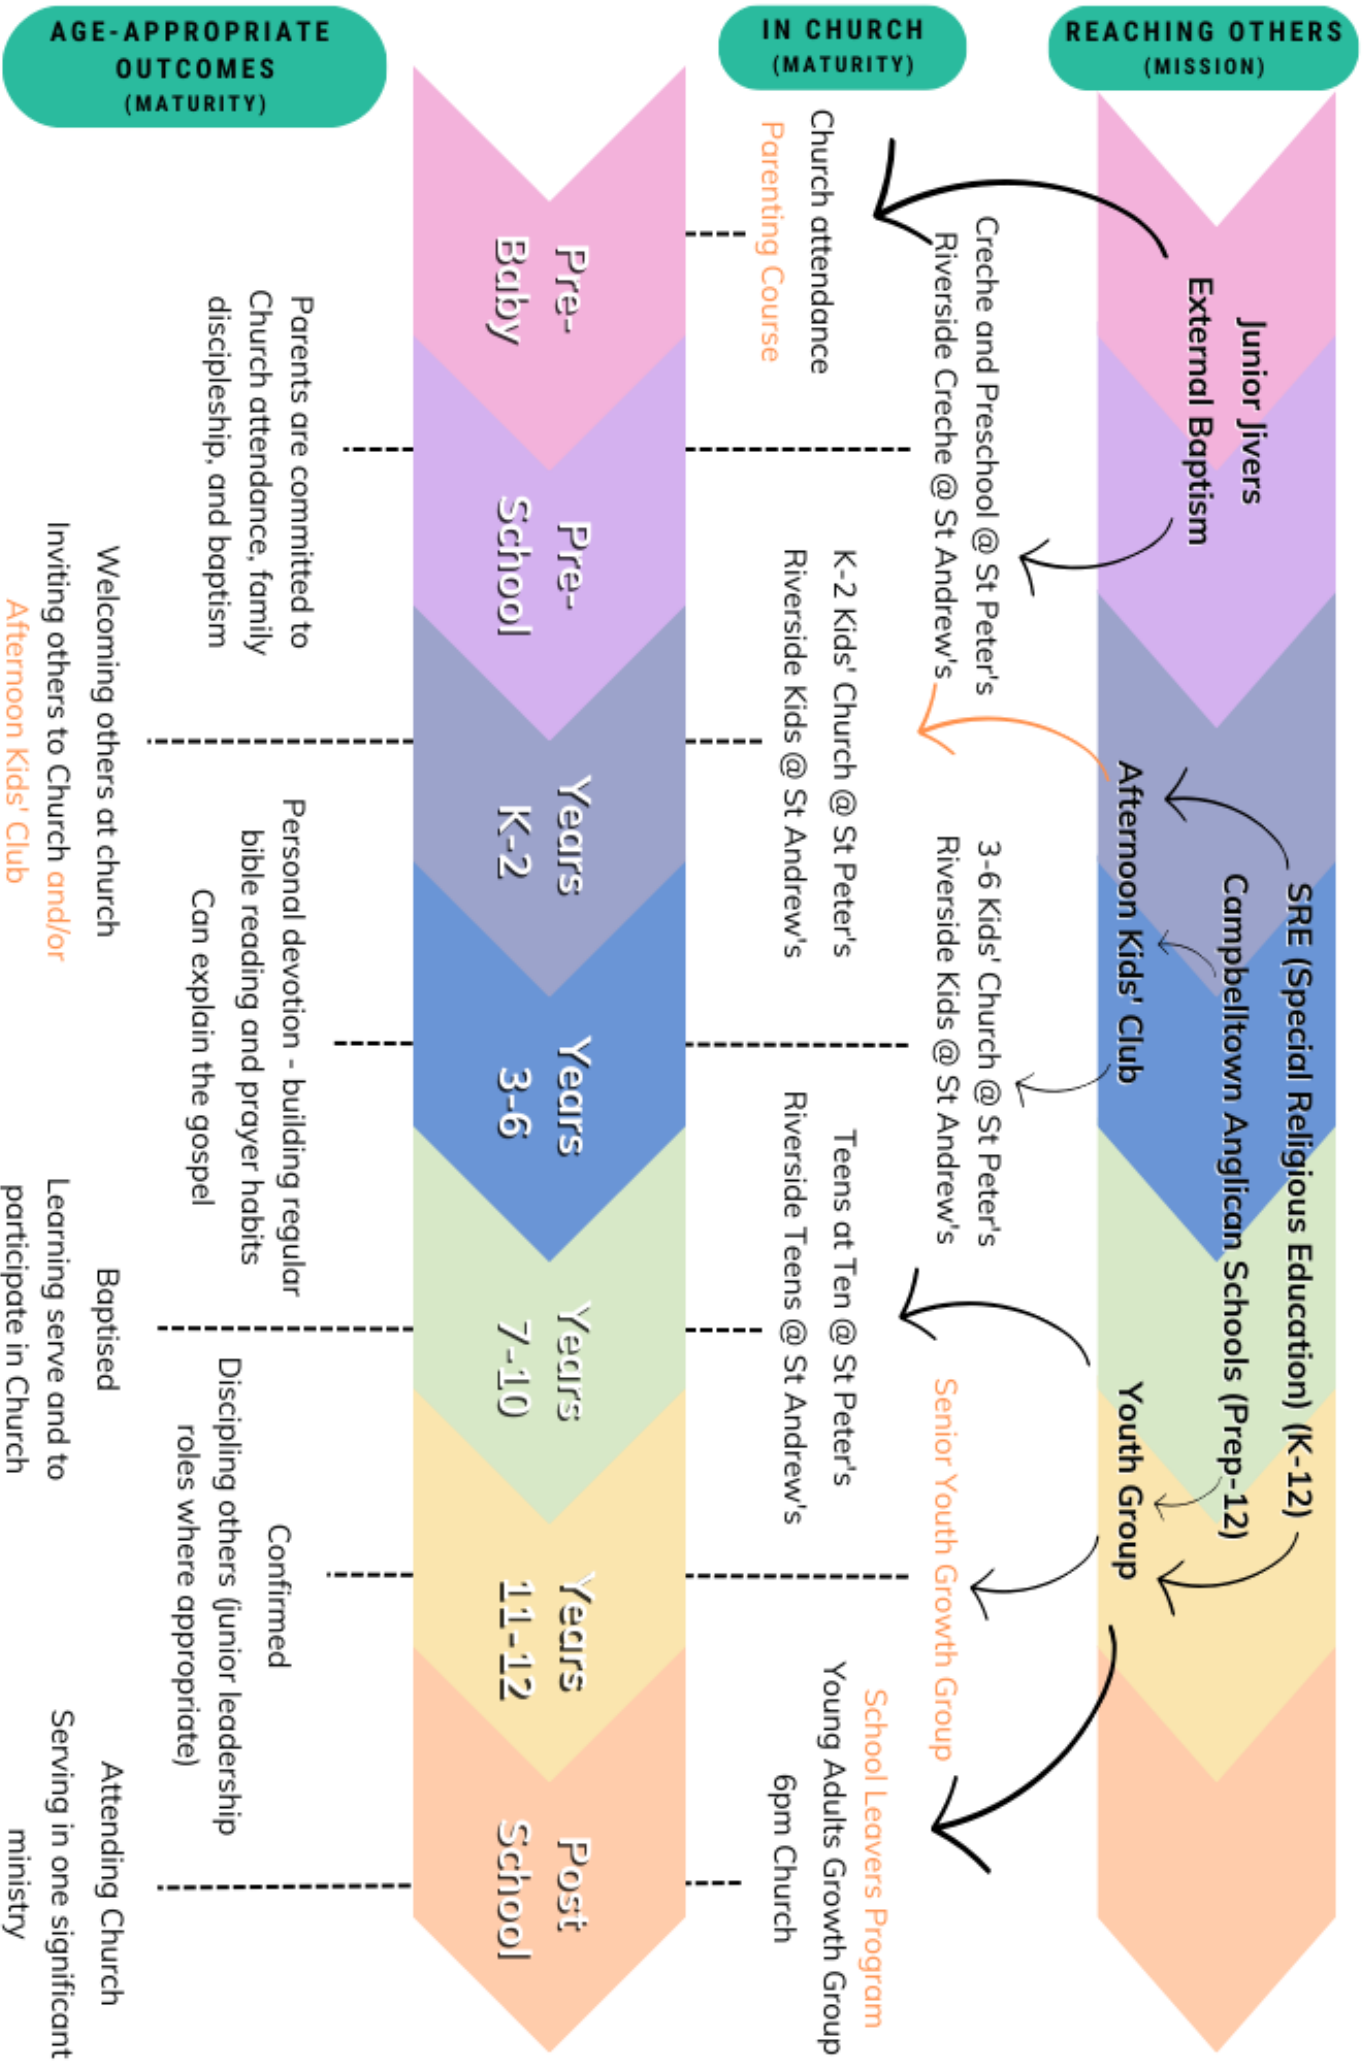 REACHING OTHERS
(MISSION)
Junior Jivers
External Baptism
SRE (Special Religious Education) (K-12)
Campbelltown Anglican Schools (Prep-12)
Afternoon Kids' Club
Youth Group
IN CHURCH
(MATURITY)
Church attendance
Parenting Course
Creche and Preschool @ St Peter's
Riverside Creche @ St Andrew's
K-2 Kids' Church @ St Peter's
Riverside Kids @ St Andrew's
3-6 Kids' Church @ St Peter's
Riverside Kids @ St Andrew's
Teens at Ten @ St Peter's
Riverside Teens @ St Andrew's
Senior Youth Growth Group
School Leavers Program
Young Adults Growth Group
6pm Church
Pre-
Baby
Pre-
School
Years
K-2
Years
3-6
Years
7-10
Years
11-12
Post
School
AGE-APPROPRIATE
OUTCOMES
(MATURITY)
Parents are committed to
Church attendance, family
discipleship, and baptism
Welcoming others at church
Inviting others to Church and/or
Afternoon Kids' Club
Personal devotion - building regular
bible reading and prayer habits
Can explain the gospel
Baptised
Learning serve and to
participate in Church
Confirmed
Discipling others (junior leadership
roles where appropriate)
Attending Church
Serving in one significant
ministry